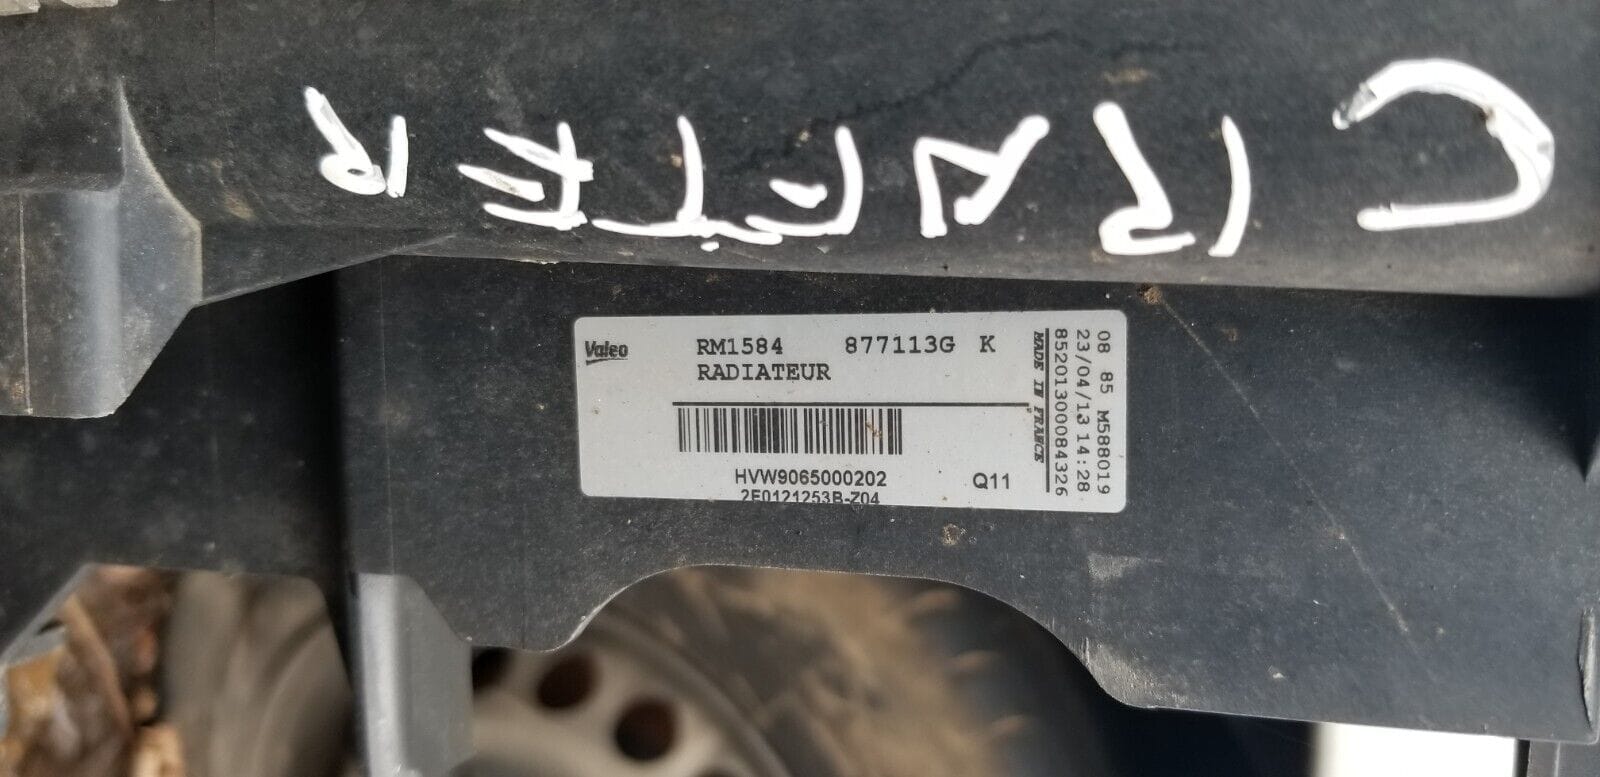 CRAFTER
Valeo
RM1584 877113G K
RADIATEUR
HVW9065000202
2E0121253B-Z04
Q11
MADE IN FRANCE
08 85 M588019
23/04/13 14:28
85201300084326